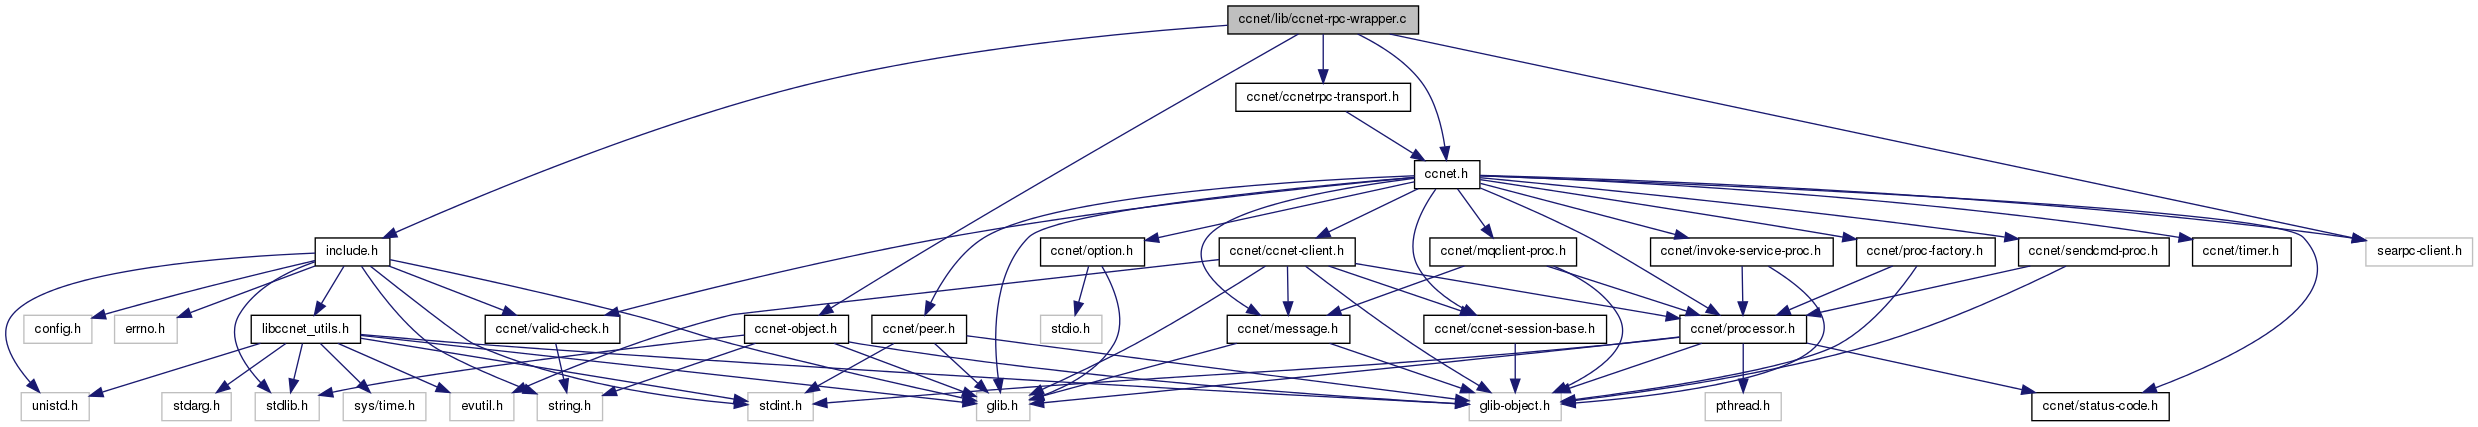 ccnet/lib/ccnet-rpc-wrapper.c
ccnet/ccnetrpc-transport.h
ccnet.h
include.h
ccnet/option.h
ccnet/ccnet-client.h
ccnet/mqclient-proc.h
ccnet/invoke-service-proc.h
ccnet/proc-factory.h
ccnet/sendcmd-proc.h
ccnet/timer.h
searpc-client.h
config.h
errno.h
libccnet_utils.h
ccnet/valid-check.h
ccnet-object.h
ccnet/peer.h
stdio.h
ccnet/message.h
ccnet/ccnet-session-base.h
ccnet/processor.h
unistd.h
stdarg.h
stdlib.h
sys/time.h
evutil.h
string.h
stdint.h
glib.h
glib-object.h
pthread.h
ccnet/status-code.h